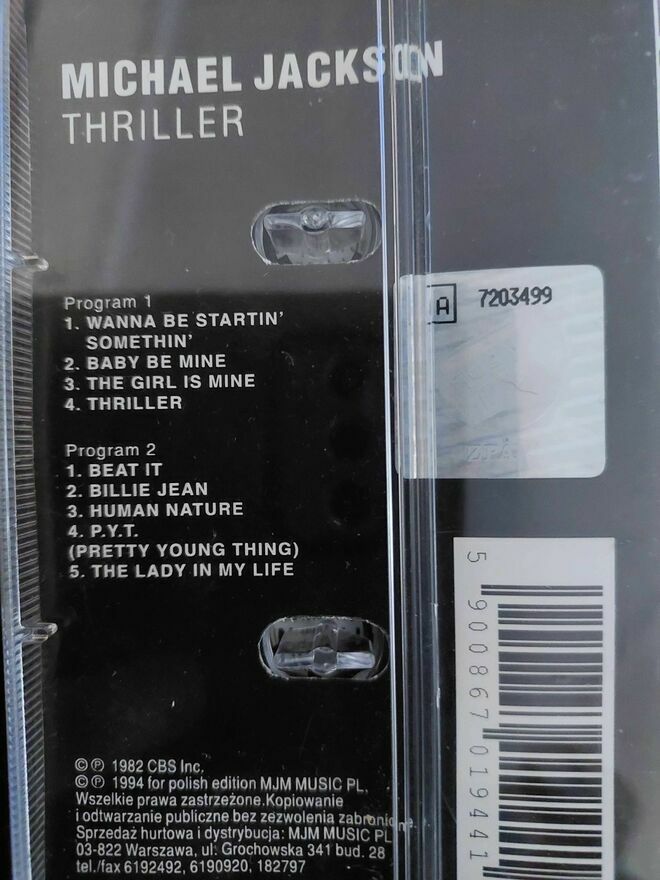 MICHAEL JACKSON
THRILLER
Program 1
1. WANNA BE STARTIN'
SOMETHIN'
2. BABY BE MINE
3. THE GIRL IS MINE
4. THRILLER
Program 2
1. BEAT IT
2. BILLIE JEAN
3. HUMAN NATURE
4. P.Y.T.
(PRETTY YOUNG THING)
5. THE LADY IN MY LIFE
© ℗ 1982 CBS Inc.
© ℗ 1994 for polish edition MJM MUSIC PL.
Wszelkie prawa zastrzeżone.Kopiowanie
i odtwarzanie publiczne bez zezwolenia zabronione.
Sprzedaż hurtowa i dystrybucja: MJM MUSIC PL
03-822 Warszawa, ul. Grochowska 341 bud. 28
tel./fax 6192492, 6190920, 182797
A 7203499
5 900867 019441